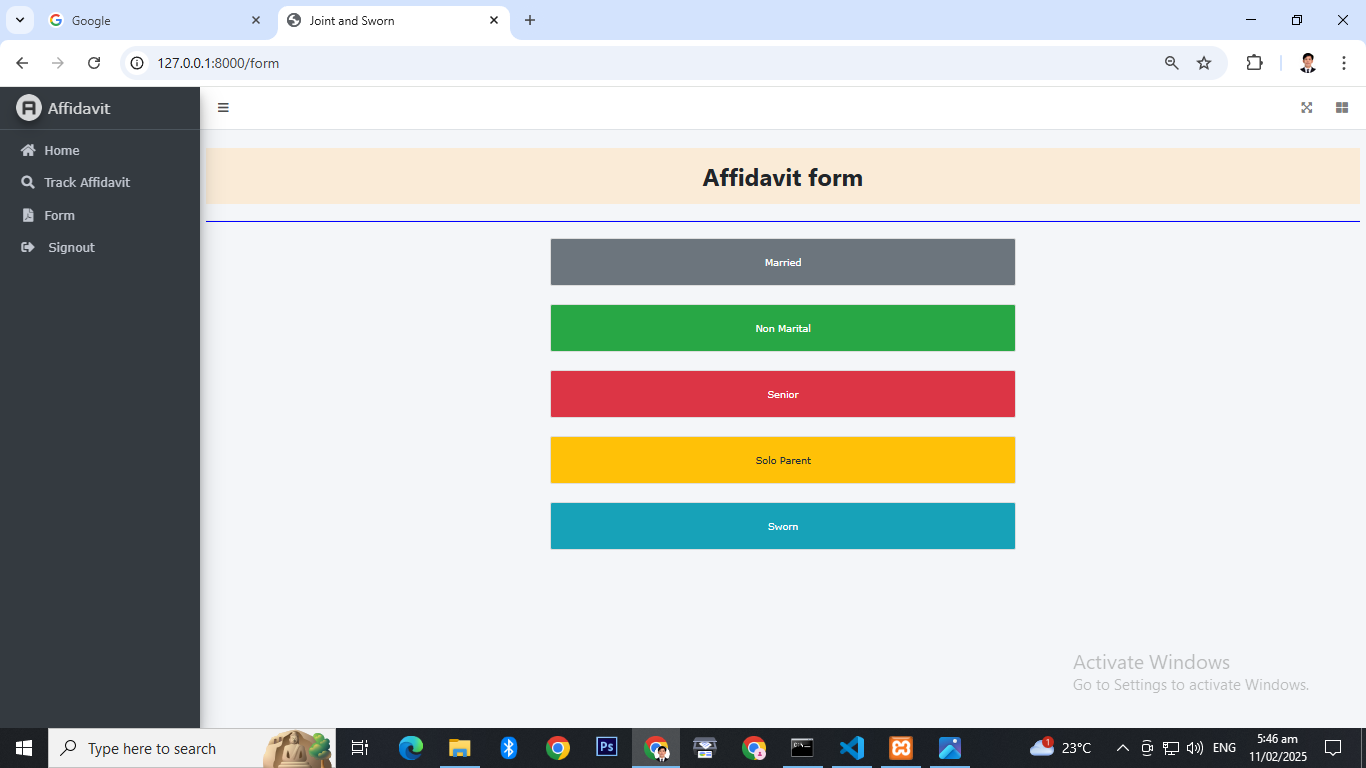 Google
Joint and Sworn
127.0.0.1:8000/form
Affidavit
Home
Track Affidavit
Form
Signout
Affidavit form
Married
Non Marital
Senior
Solo Parent
Sworn
Activate Windows
Go to Settings to activate Windows.
Type here to search
Ps
1
23°C
ENG
5:46 am
11/02/2025